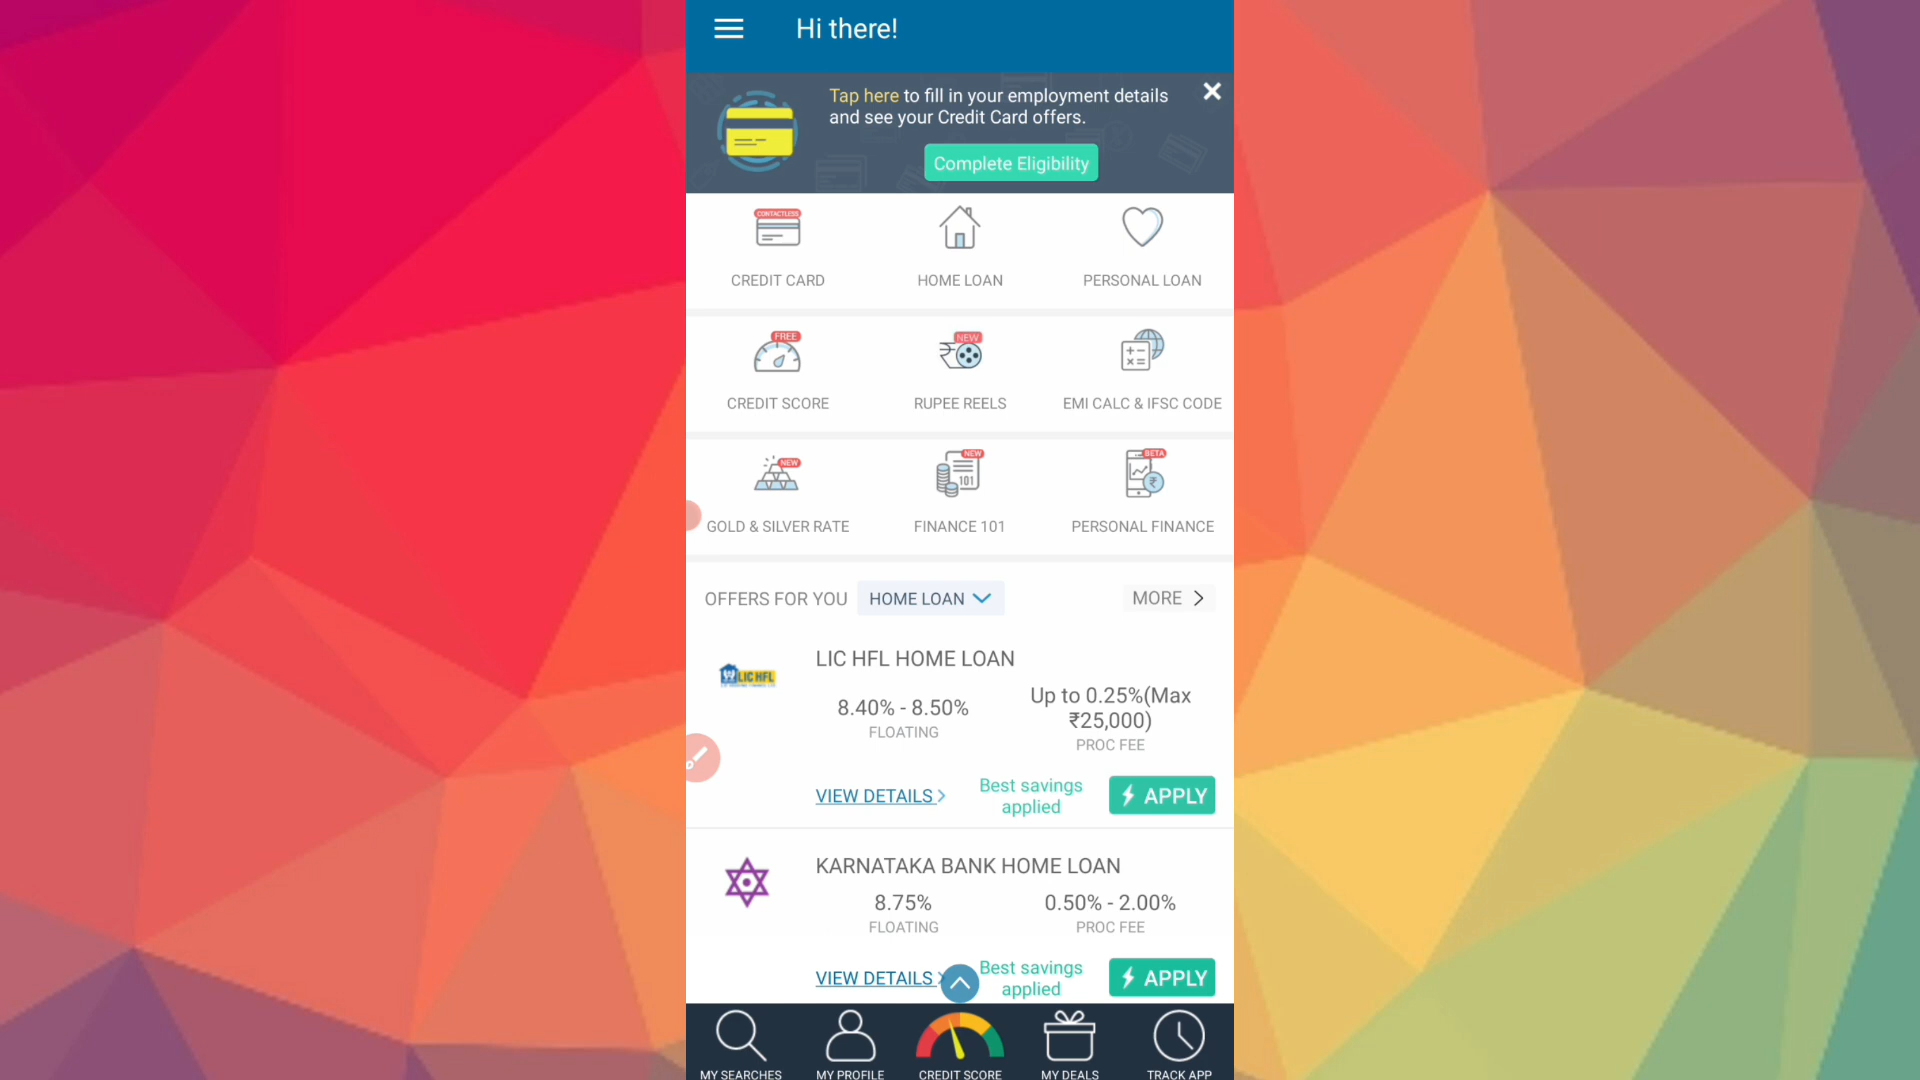 Hi there!
Tap here to fill in your employment details
and see your Credit Card offers.
Complete Eligibility
CONTACTLESS
CREDIT CARD
HOME LOAN
PERSONAL LOAN
FREE
CREDIT SCORE
NEW
RUPEE REELS
EMI CALC & IFSC CODE
NEW
GOLD & SILVER RATE
NEW
101
FINANCE 101
BETA
PERSONAL FINANCE
OFFERS FOR YOU
HOME LOAN
MORE
LIC HFL
LIC HFL HOME LOAN
8.40% - 8.50%
FLOATING
Up to 0.25%(Max
₹25,000)
PROC FEE
VIEW DETAILS
Best savings
applied
APPLY
KARNATAKA BANK HOME LOAN
8.75%
FLOATING
0.50% - 2.00%
PROC FEE
VIEW DETAILS
Best savings
applied
APPLY
MY SEARCHES
MY PROFILE
CREDIT SCORE
MY DEALS
TRACK APP